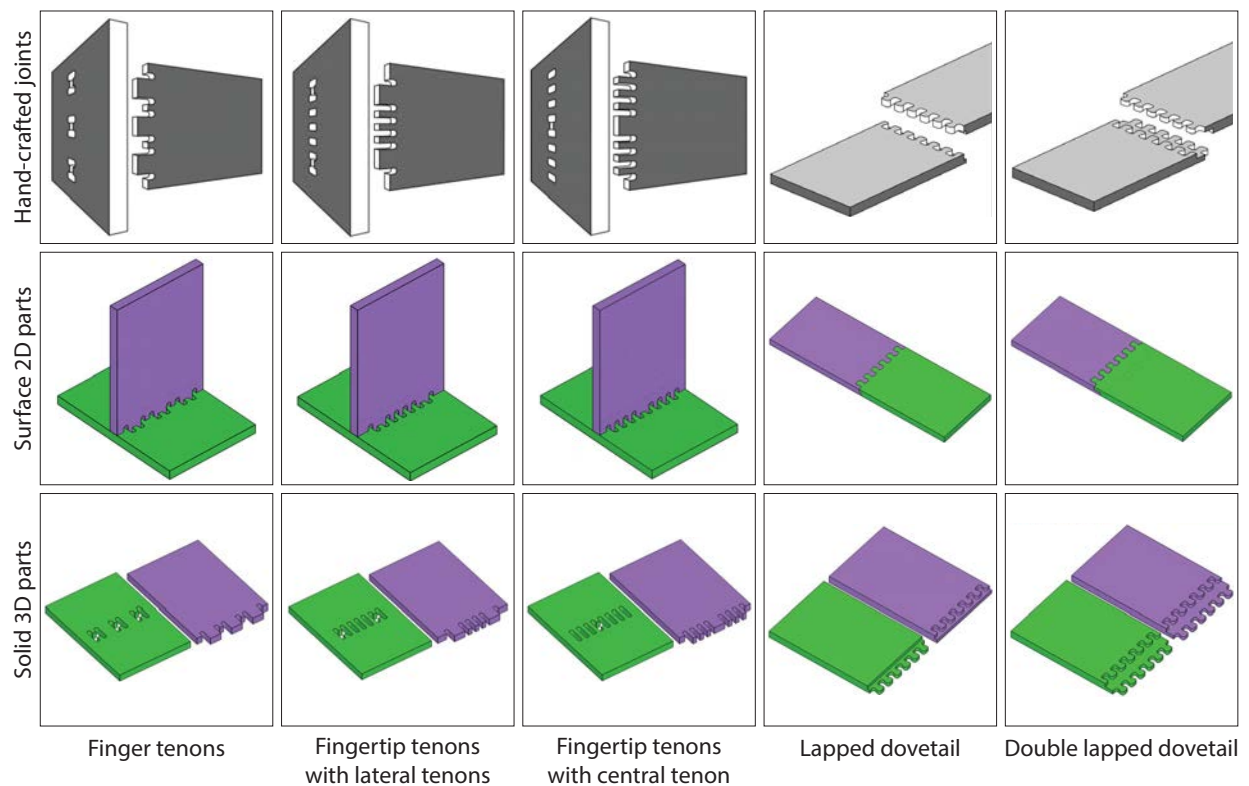 Hand-crafted joints
Surface 2D parts
Solid 3D parts
Finger tenons
Fingertip tenons
with lateral tenons
Fingertip tenons
with central tenon
Lapped dovetail
Double lapped dovetail